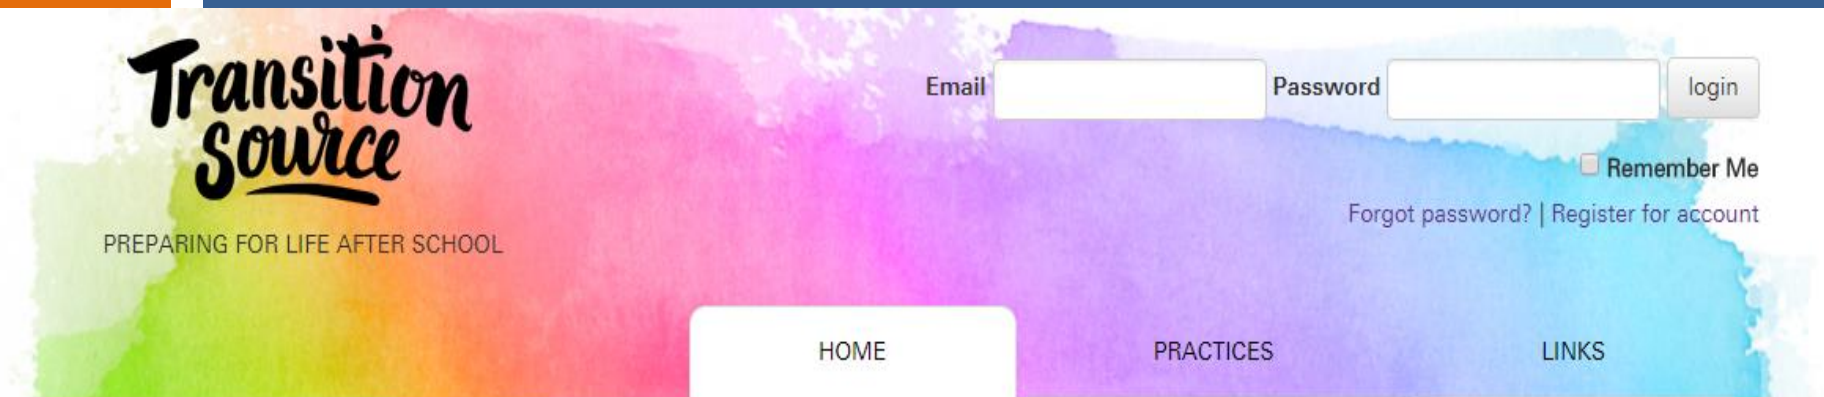 Transition
source
PREPARING FOR LIFE AFTER SCHOOL
Email Password login
Remember Me
Forgot password? | Register for account
HOME PRACTICES LINKS